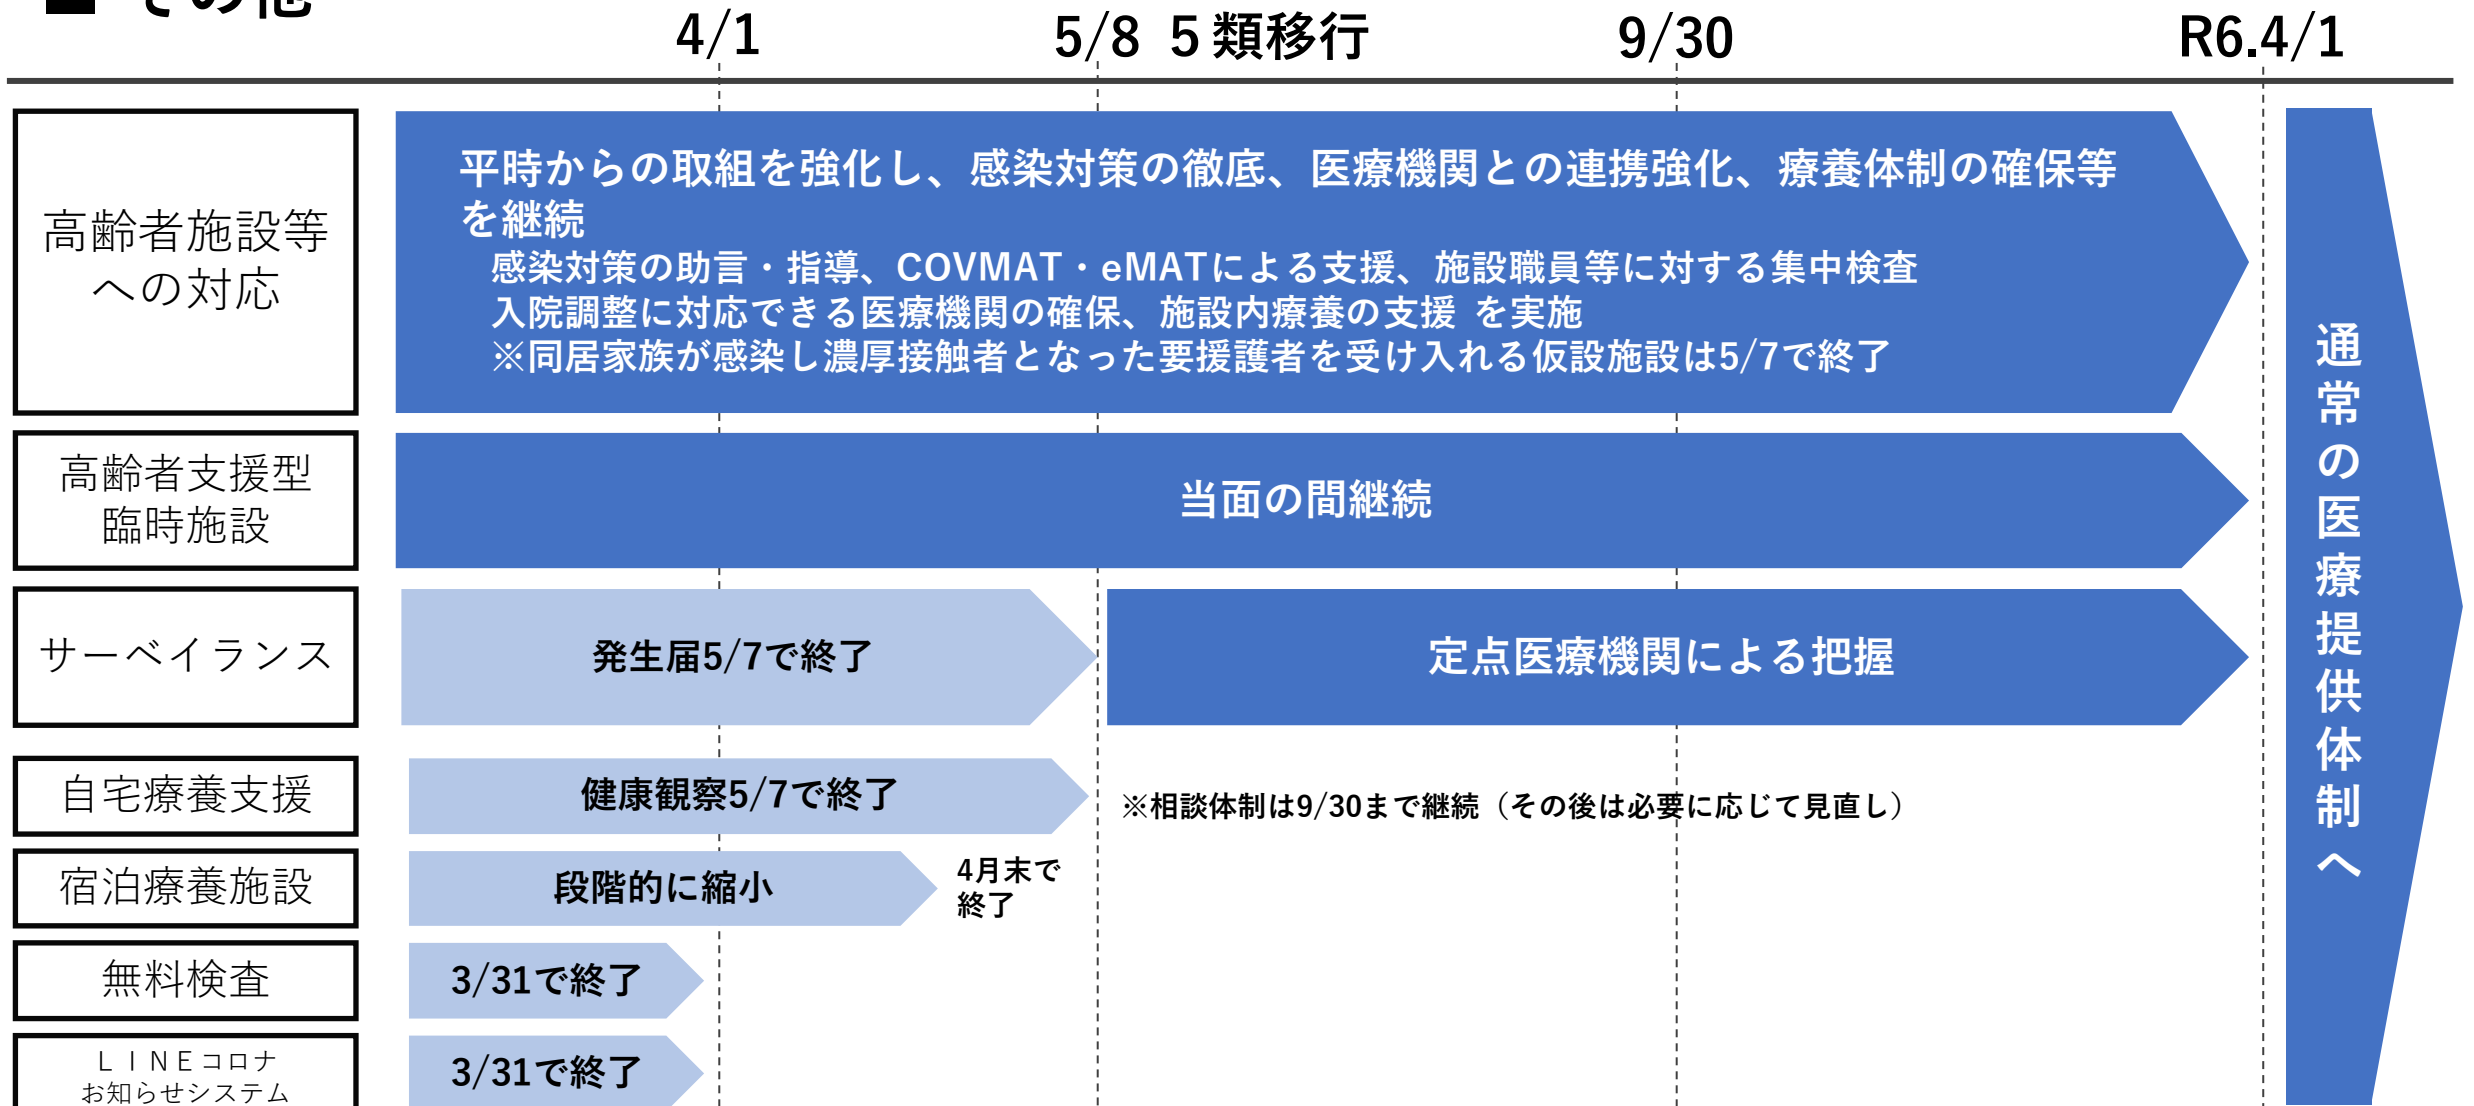 ■ その他
4/1
5/8 ５類移行
9/30
R6.4/1
高齢者施設等
への対応
平時からの取組を強化し、感染対策の徹底、医療機関との連携強化、療養体制の確保等
を継続
感染対策の助言・指導、COVMAT・eMATによる支援、施設職員等に対する集中検査
入院調整に対応できる医療機関の確保、施設内療養の支援 を実施
※同居家族が感染し濃厚接触者となった要援護者を受け入れる仮設施設は5/7で終了
高齢者支援型
臨時施設
当面の間継続
サーベイランス
発生届5/7で終了
定点医療機関による把握
自宅療養支援
健康観察5/7で終了
※相談体制は9/30まで継続（その後は必要に応じて見直し）
宿泊療養施設
段階的に縮小
4月末で
終了
無料検査
3/31で終了
ＬＩＮＥコロナ
お知らせシステム
3/31で終了
通常の医療提供体制へ